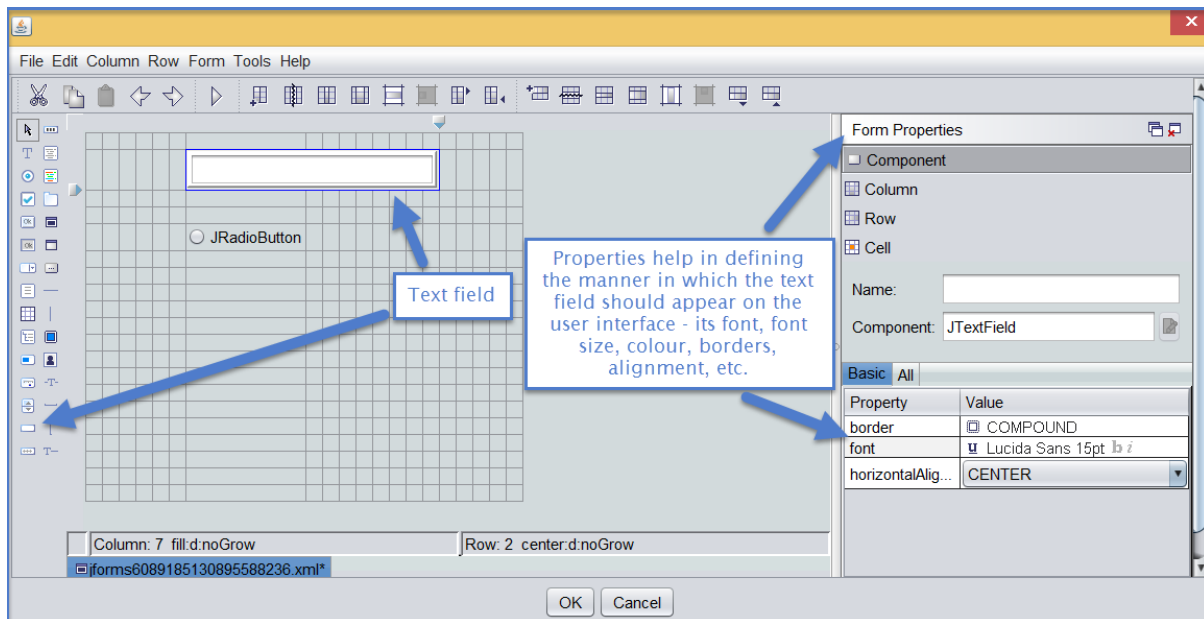 File Edit Column Row Form Tools Help
Form Properties
Component
Column
Row
Cell
JRadioButton
Text field
Properties help in defining
the manner in which the text
field should appear on the
user interface - its font, font
size, colour, borders,
alignment, etc.
Name:
Component: JTextField
Basic All
Property Value
border COMPOUND
font Lucida Sans 15pt b i
horizontalAlig... CENTER
Column: 7 fill:d:noGrow Row: 2 center:d:noGrow
jforms6089185130895588236.xml*
OK Cancel